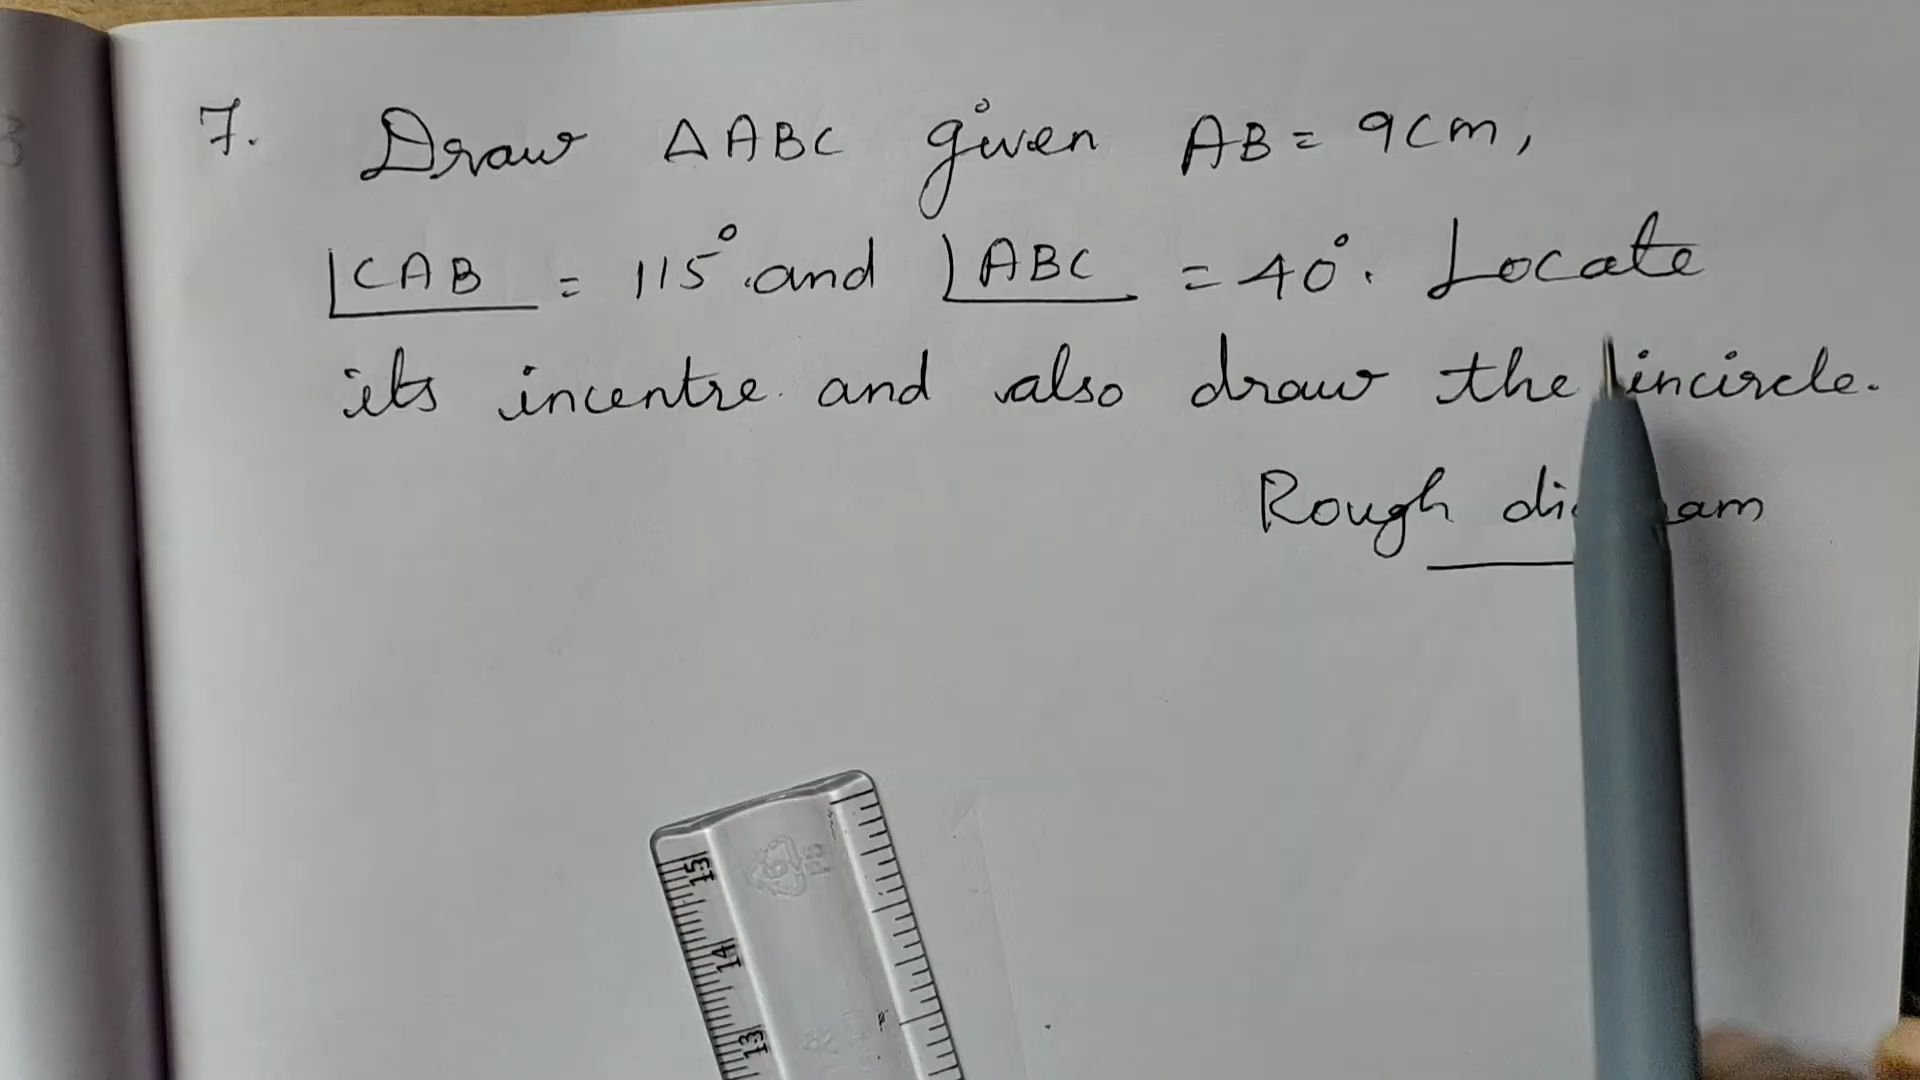 7. Draw ΔABC given AB = 9cm,
∠CAB = 115° and ∠ABC = 40°. Locate
its incentre and also draw the incircle.
Rough
15
14
13